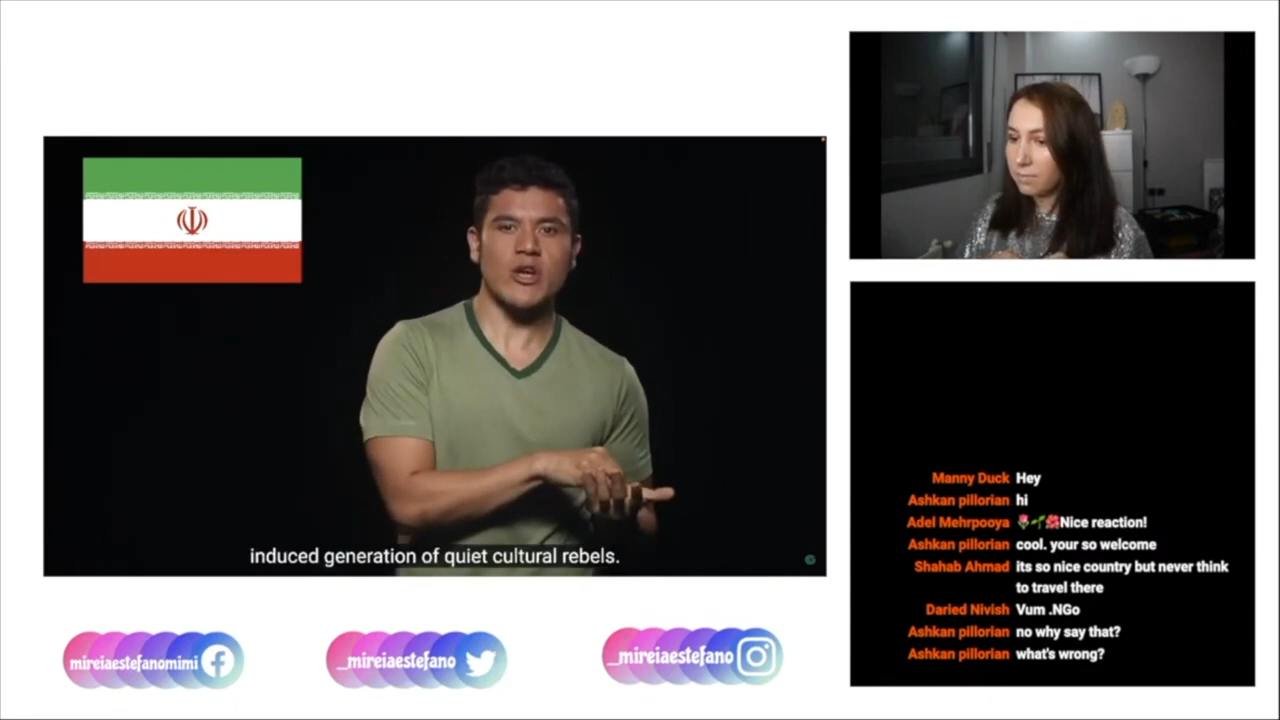 induced generation of quiet cultural rebels.
mireiaestefanomimi
_mireiaestefano
_mireiaestefano
Manny Duck Hey
Ashkan pillorian hi
Adel Mehrpooya 🌷🌱🌺Nice reaction!
Ashkan pillorian cool. your so welcome
Shahab Ahmad its so nice country but never think
to travel there
Daried Nivish Vum .NGo
Ashkan pillorian no why say that?
Ashkan pillorian what's wrong?